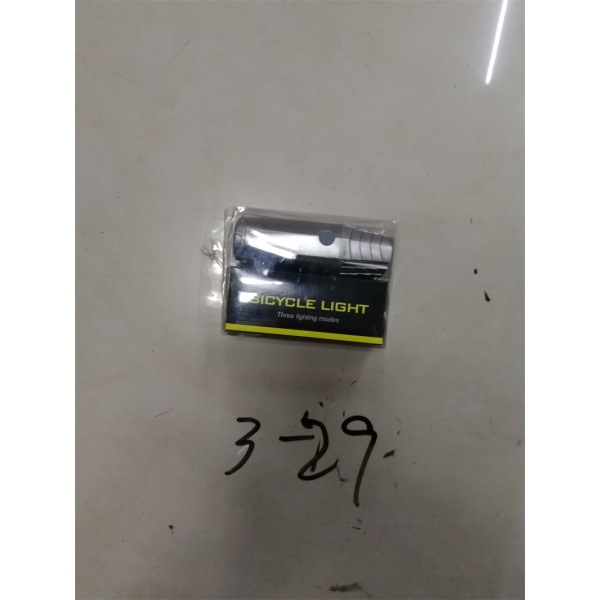 BICYCLE LIGHT
Three lighting modes
3-29